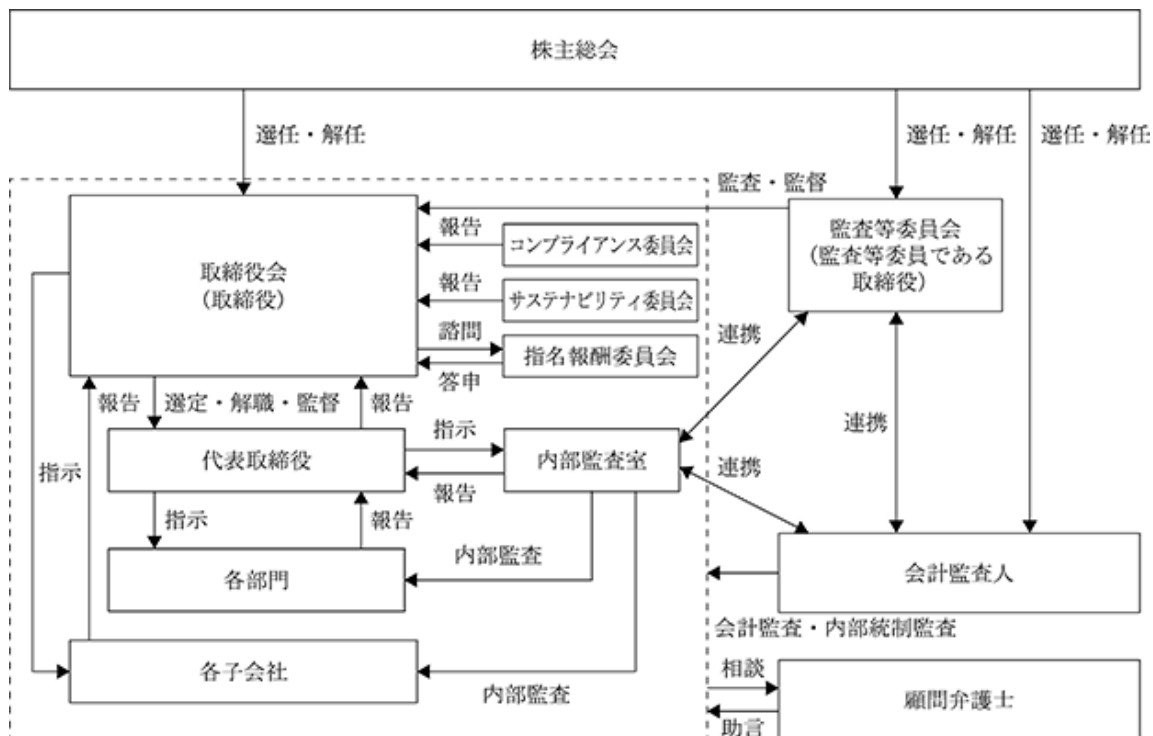 株主総会
選任・解任
選任・解任
選任・解任
監査・監督
監査等委員会
（監査等委員である
取締役）
報告
コンプライアンス委員会
取締役会
（取締役）
報告
サステナビリティ委員会
諮問
指名報酬委員会
答申
連携
報告
選定・解職・監督
報告
連携
指示
代表取締役
指示
内部監査室
報告
連携
指示
報告
内部監査
各部門
会計監査人
会計監査・内部統制監査
各子会社
内部監査
相談
顧問弁護士
助言